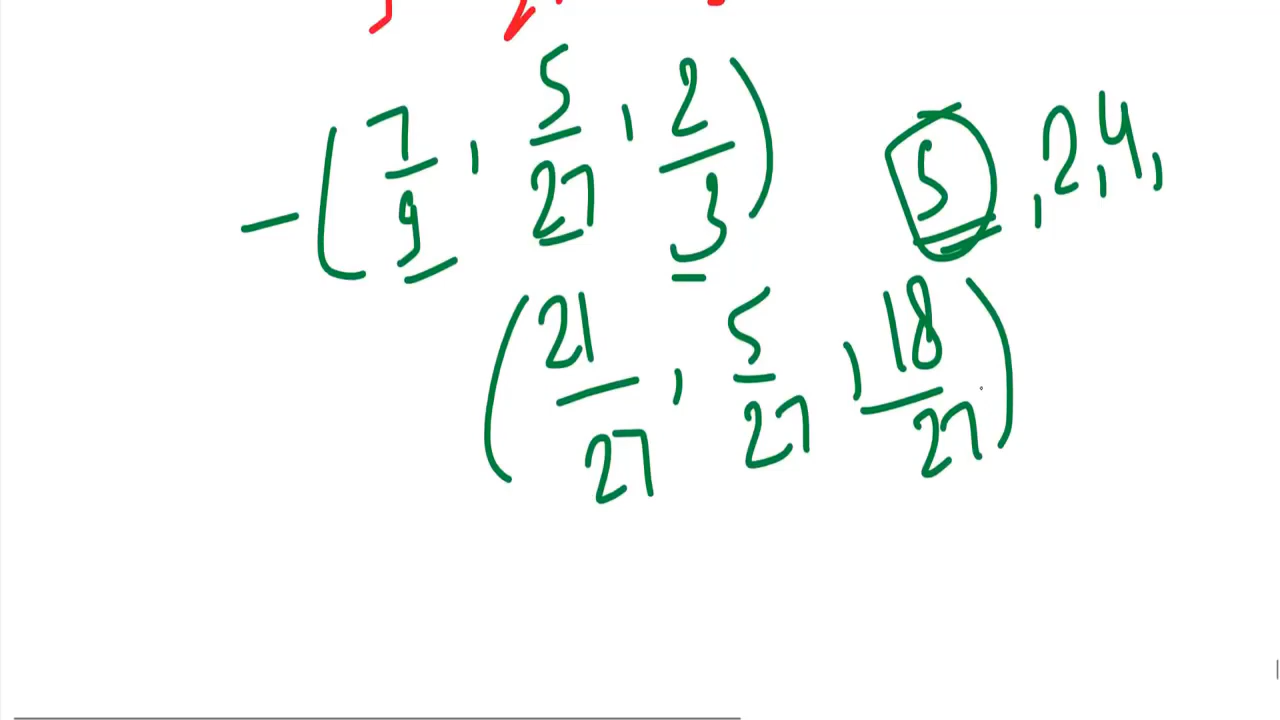 -(7/9, 5/27, 2/3) 5, 2, 4,
(21/27, 5/27, 18/27)